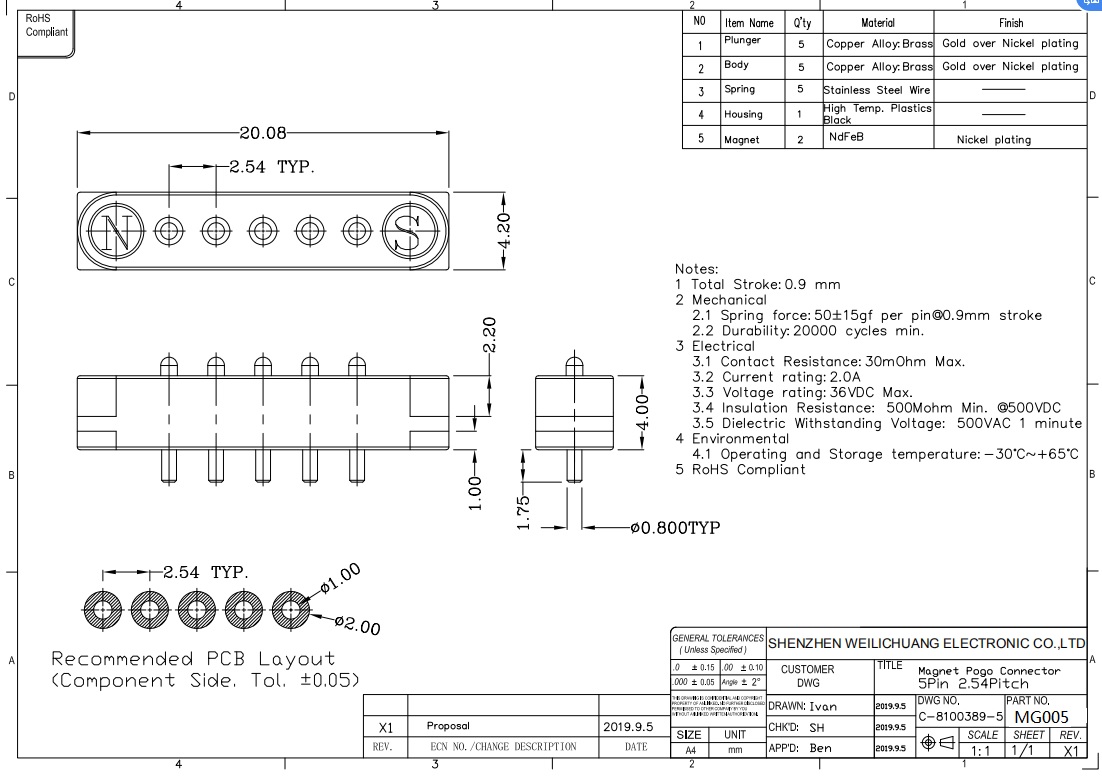 4 3 2 1
RoHS
Compliant
NO Item Name Q'ty Material Finish
1 Plunger 5 Copper Alloy:Brass Gold over Nickel plating
2 Body 5 Copper Alloy:Brass Gold over Nickel plating
3 Spring 5 Stainless Steel Wire
4 Housing 1 High Temp. Plastics
Black
5 Magnet 2 NdFeB Nickel plating
D D
20.08
2.54 TYP.
N S
4.20
C C
Notes:
1 Total Stroke:0.9 mm
2 Mechanical
2.1 Spring force:50±15gf per pin@0.9mm stroke
2.2 Durability:20000 cycles min.
3 Electrical
3.1 Contact Resistance:30mOhm Max.
3.2 Current rating:2.0A
3.3 Voltage rating:36VDC Max.
3.4 Insulation Resistance: 500Mohm Min. @500VDC
3.5 Dielectric Withstanding Voltage: 500VAC 1 minute
4 Environmental
4.1 Operating and Storage temperature:-30°C~+65°C
5 RoHS Compliant
2.20
4.00
B B
1.00
1.75
ø0.800TYP
2.54 TYP.
ø1.00
ø2.00
A A
Recommended PCB Layout
(Component Side. Tol. ±0.05)
GENERAL TOLERANCES
(Unless Specified)
.0 ±0.15 .00 ±0.10
.000 ±0.05 Angle ±2°
THIS DRAWING IS CONFIDENTIAL AND COPYRIGHT
SHENZHEN WEILICHUANG ELECTRONIC CO.,LTD
CUSTOMER
DWG
TITLE
Magnet Pogo Connector
5Pin 2.54Pitch
DRAWN: Ivan 2019.9.5
CHK'D: SH 2019.9.5
APP'D: Ben 2019.9.5
DWG NO.
C-8100389-5
PART NO.
MG005
SIZE UNIT
A4 mm
SCALE SHEET REV.
1:1 1/1 X1
X1 Proposal 2019.9.5
REV. ECN NO./CHANGE DESCRIPTION DATE
4 3 2 1